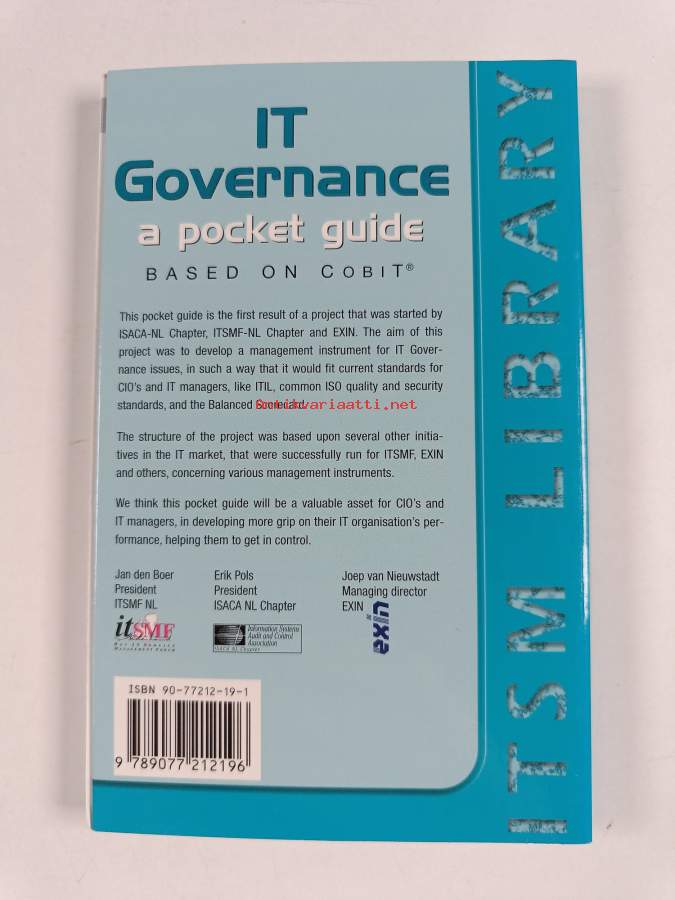 IT
Governance
a pocket guide
BASED ON COBIT®
This pocket guide is the first result of a project that was started by
ISACA-NL Chapter, ITSMF-NL Chapter and EXIN. The aim of this
project was to develop a management instrument for IT Gover-
nance issues, in such a way that it would fit current standards for
CIO's and IT managers, like ITIL, common ISO quality and security
standards, and the Balanced Scorecard.
antikvariaatti.net
The structure of the project was based upon several other initia-
tives in the IT market, that were successfully run for ITSMF, EXIN
and others, concerning various management instruments.
We think this pocket guide will be a valuable asset for CIO's and
IT managers, in developing more grip on their IT organisation's per-
formance, helping them to get in control.
Jan den Boer
President
ITSMF NL
Erik Pols
President
ISACA NL Chapter
Joep van Nieuwstadt
Managing director
EXIN
itSMF
Information Systems
Audit and Control
Association
ISACA NL Chapter
exin
ISBN 90-77212-19-1
9 789077 212196
ITSM LIBRARY